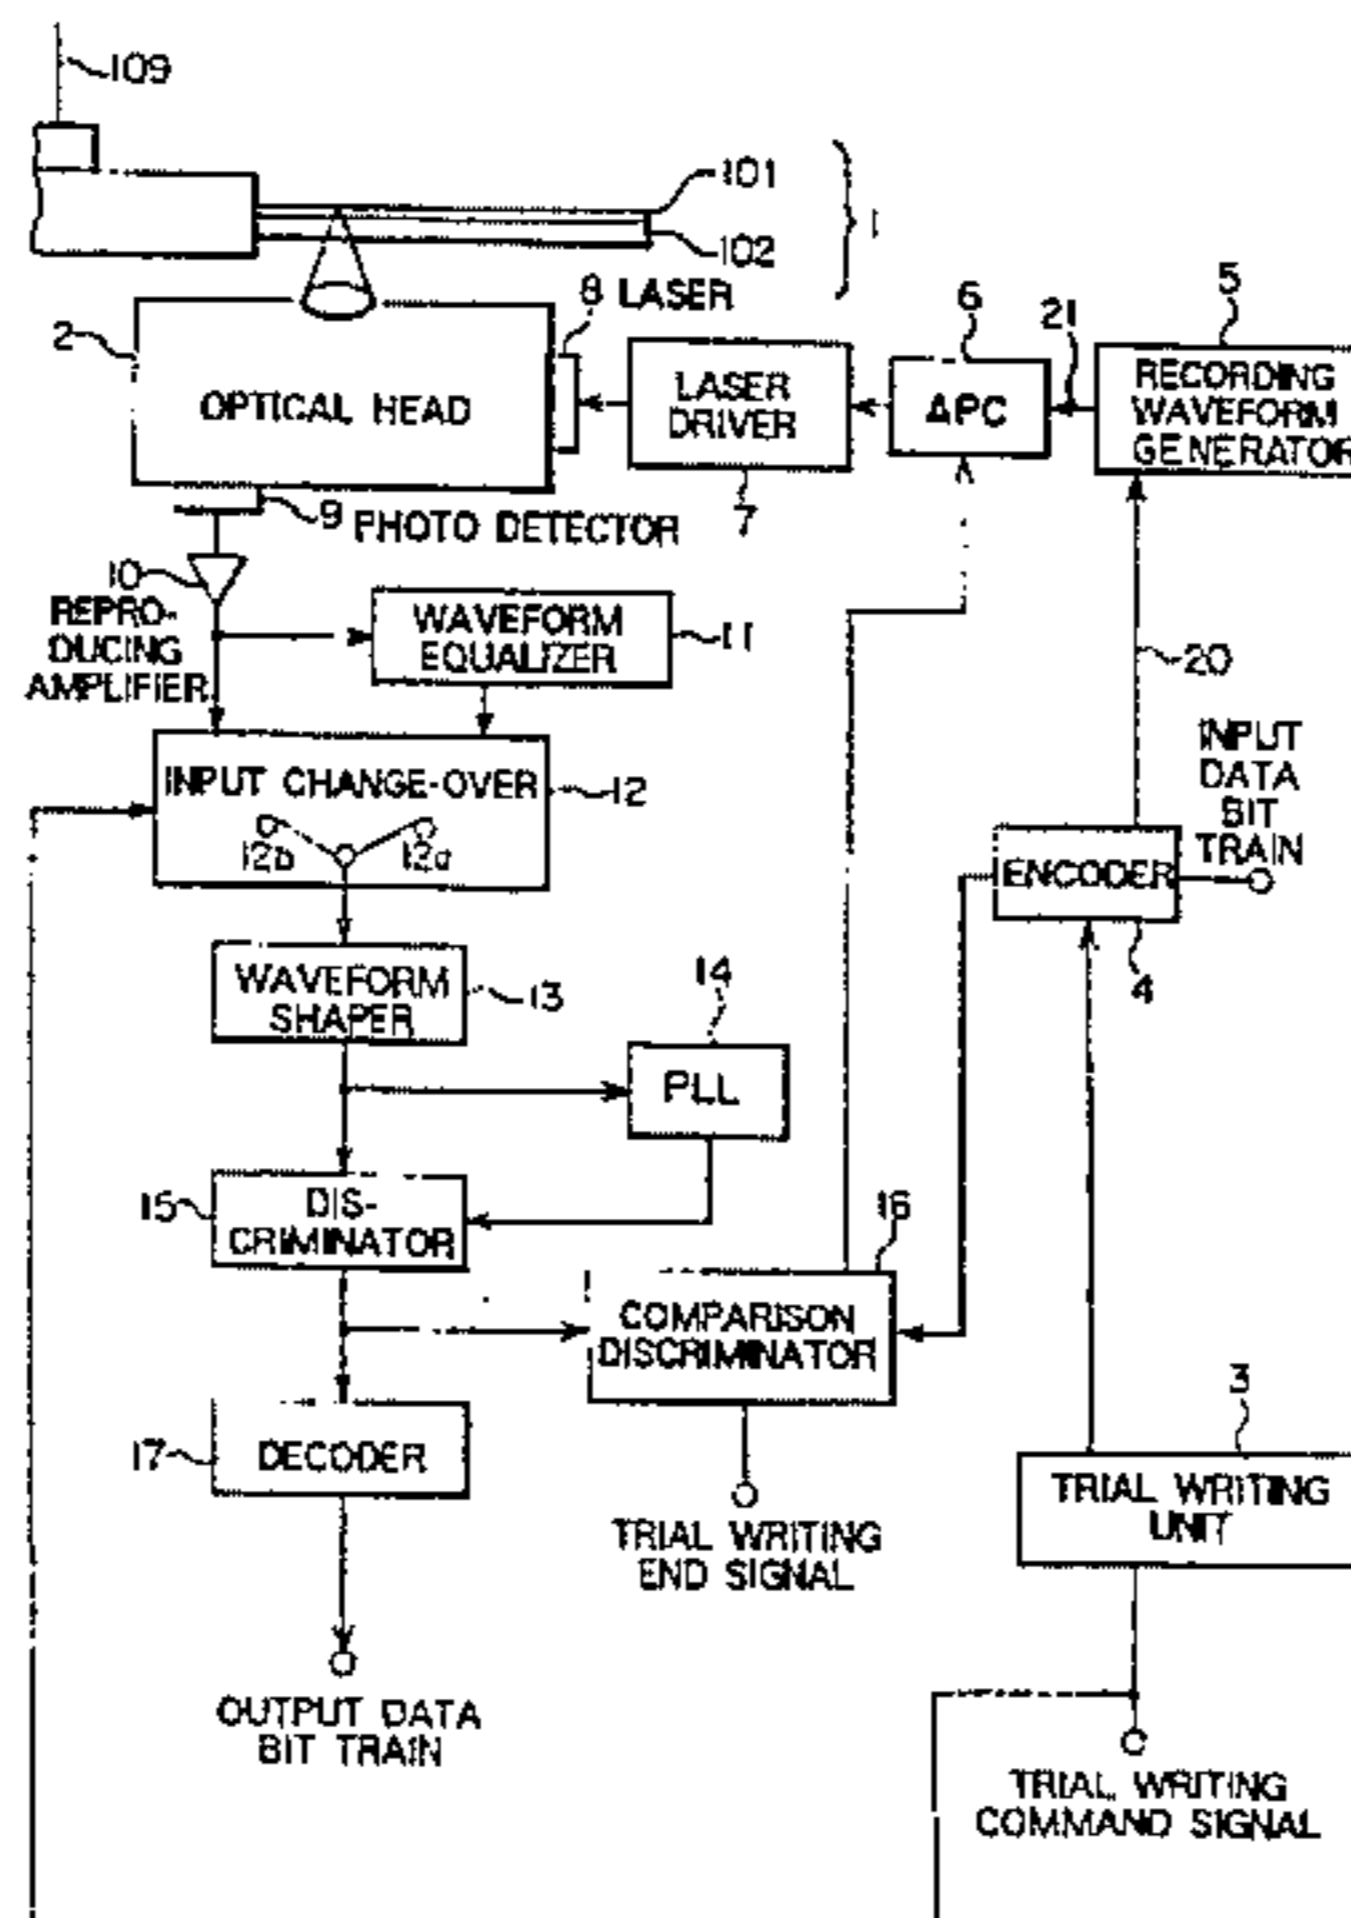 109
101
102
1
8 LASER
2
OPTICAL HEAD
LASER
DRIVER
7
6
APC
21
5
RECORDING
WAVEFORM
GENERATOR
9 PHOTO DETECTOR
10
REPRO-
DUCING
AMPLIFIER
WAVEFORM
EQUALIZER
11
20
INPUT
DATA
BIT
TRAIN
INPUT CHANGE-OVER
12
12b
12a
ENCODER
4
WAVEFORM
SHAPER
13
14
PLL
15
DIS-
CRIMINATOR
16
COMPARISON
DISCRIMINATOR
17
DECODER
3
TRIAL WRITING
UNIT
TRIAL WRITING
END SIGNAL
OUTPUT DATA
BIT TRAIN
TRIAL WRITING
COMMAND SIGNAL